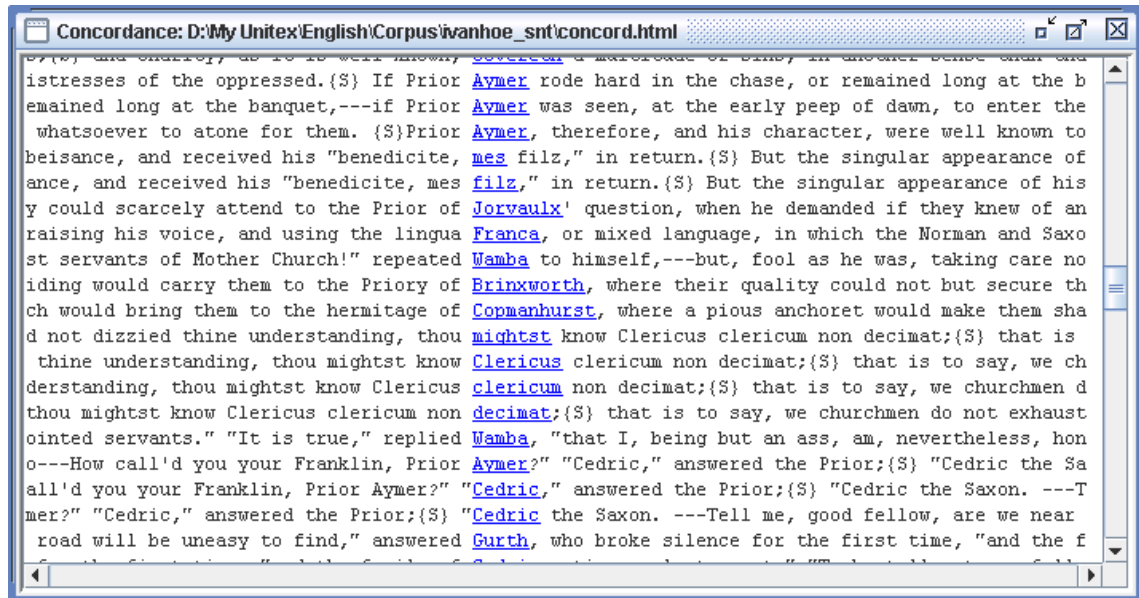 Concordance: D:\My Unitex\English\Corpus\ivanhoe_snt\concord.html
istresses of the oppressed.{S} If Prior Aymer rode hard in the chase, or remained long at the b
emained long at the banquet,---if Prior Aymer was seen, at the early peep of dawn, to enter the
whatsoever to atone for them. {S}Prior Aymer, therefore, and his character, were well known to
beisance, and received his "benedicite, mes filz," in return.{S} But the singular appearance of
ance, and received his "benedicite, mes filz," in return.{S} But the singular appearance of his
y could scarcely attend to the Prior of Jorvaulx' question, when he demanded if they knew of an
raising his voice, and using the lingua Franca, or mixed language, in which the Norman and Saxo
st servants of Mother Church!" repeated Wamba to himself,---but, fool as he was, taking care no
iding would carry them to the Priory of Brinxworth, where their quality could not but secure th
ch would bring them to the hermitage of Copmanhurst, where a pious anchoret would make them sha
d not dizzied thine understanding, thou mightst know Clericus clericum non decimat;{S} that is
thine understanding, thou mightst know Clericus clericum non decimat;{S} that is to say, we ch
derstanding, thou mightst know Clericus clericum non decimat;{S} that is to say, we churchmen d
thou mightst know Clericus clericum non decimat;{S} that is to say, we churchmen do not exhaust
ointed servants." "It is true," replied Wamba, "that I, being but an ass, am, nevertheless, hon
o---How call'd you your Franklin, Prior Aymer?" "Cedric," answered the Prior;{S} "Cedric the Sa
all'd you your Franklin, Prior Aymer?" "Cedric," answered the Prior;{S} "Cedric the Saxon. ---T
mer?" "Cedric," answered the Prior;{S} "Cedric the Saxon. ---Tell me, good fellow, are we near
road will be uneasy to find," answered Gurth, who broke silence for the first time, "and the f